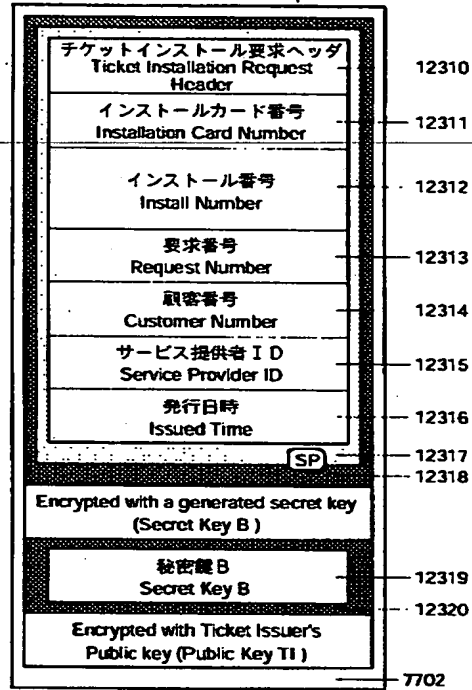 チケットインストール要求ヘッダ
Ticket Installation Request
Header
12310
インストールカード番号
Installation Card Number
12311
インストール番号
Install Number
12312
要求番号
Request Number
12313
顧客番号
Customer Number
12314
サービス提供者ID
Service Provider ID
12315
発行日時
Issued Time
12316
SP
12317
12318
Encrypted with a generated secret key
(Secret Key B )
秘密鍵B
Secret Key B
12319
12320
Encrypted with Ticket Issuer's
Public key (Public Key TI )
7702